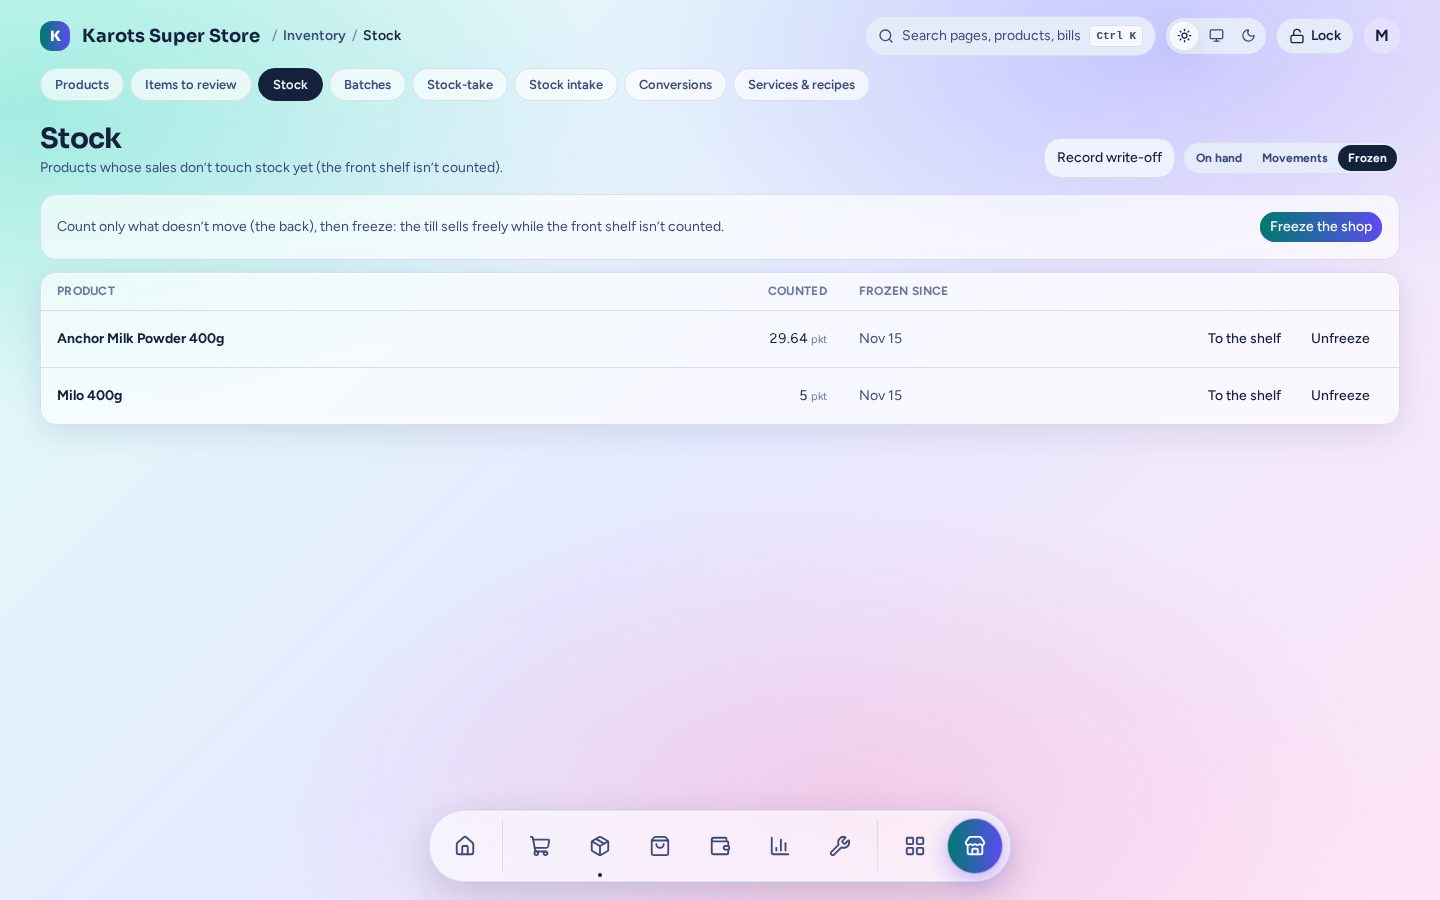 K Karots Super Store / Inventory / Stock
Search pages, products, bills Ctrl K
Lock
M
Products Items to review Stock Batches Stock-take Stock intake Conversions Services & recipes
Stock
Products whose sales don’t touch stock yet (the front shelf isn’t counted).
Record write-off On hand Movements Frozen
Count only what doesn’t move (the back), then freeze: the till sells freely while the front shelf isn’t counted. Freeze the shop
PRODUCT COUNTED FROZEN SINCE
Anchor Milk Powder 400g 29.64 pkt Nov 15 To the shelf Unfreeze
Milo 400g 5 pkt Nov 15 To the shelf Unfreeze